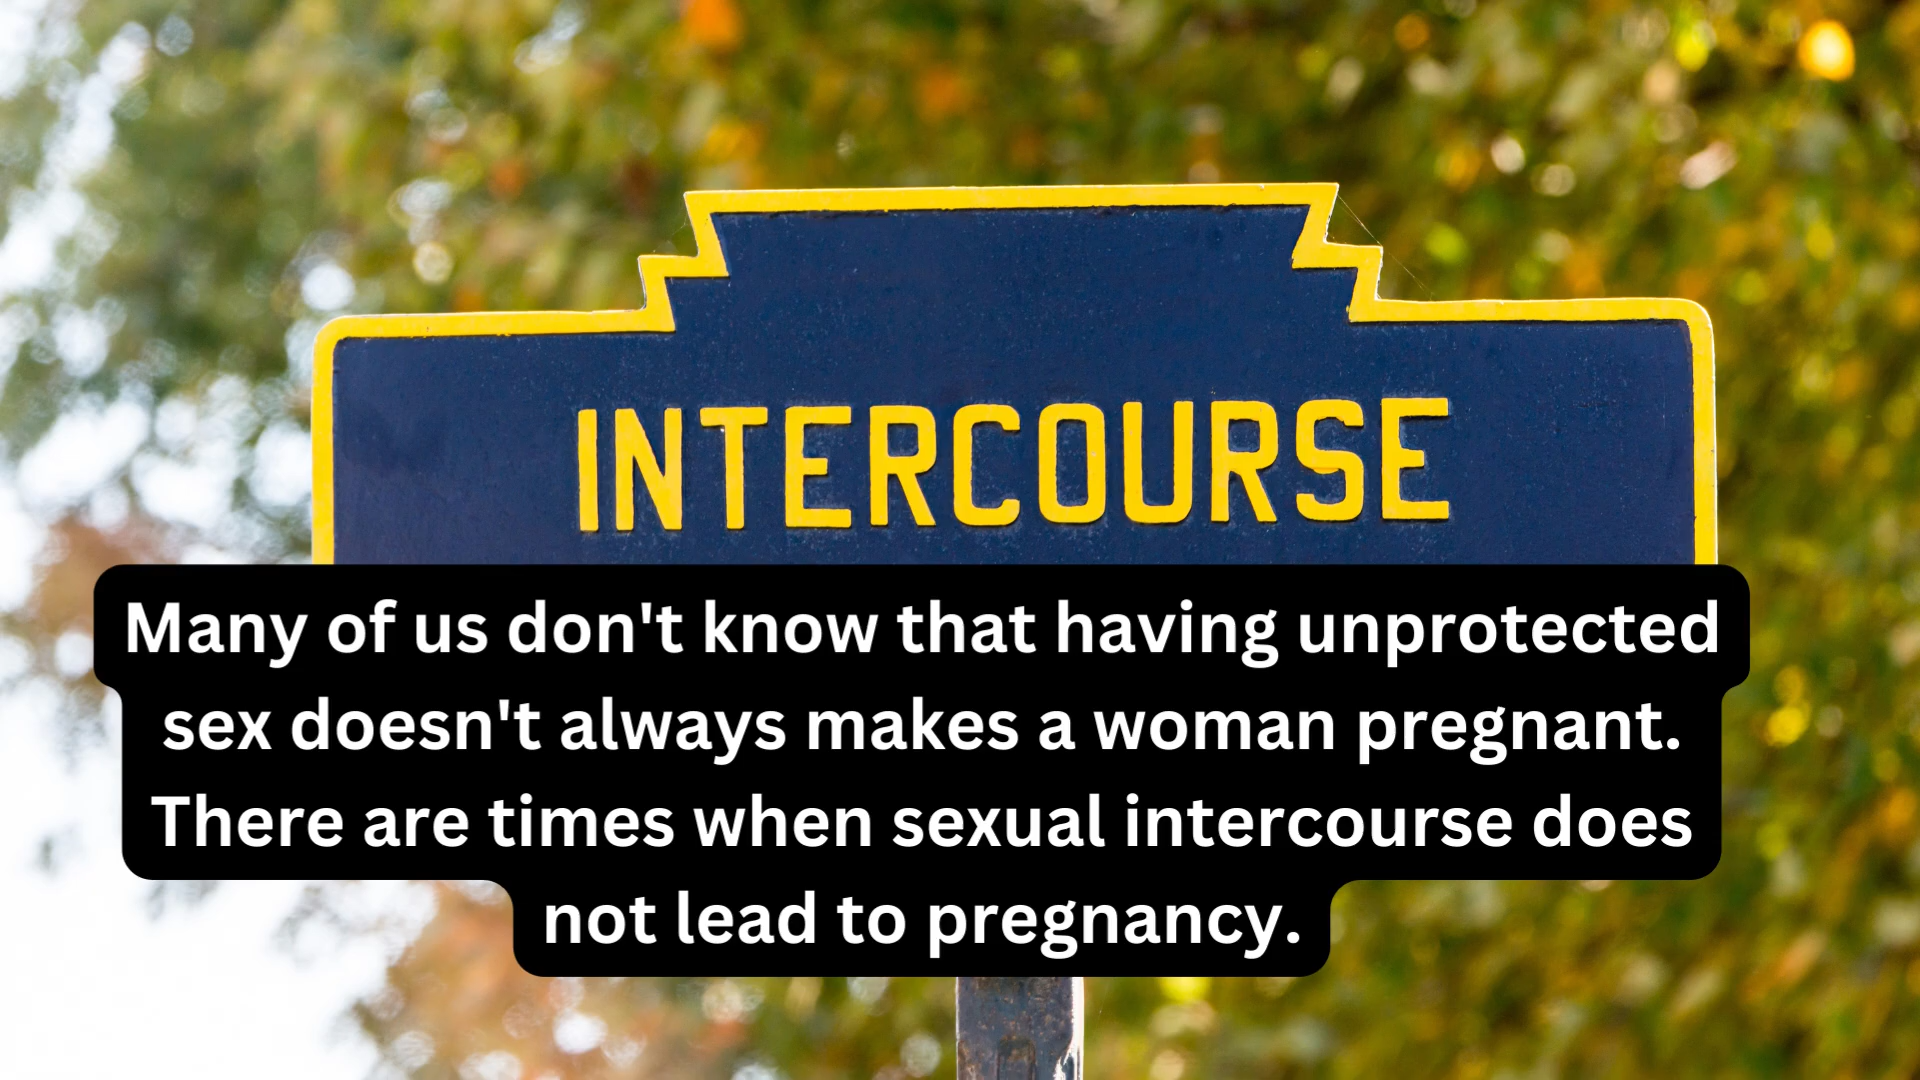 INTERCOURSE
Many of us don't know that having unprotected
sex doesn't always makes a woman pregnant.
There are times when sexual intercourse does
not lead to pregnancy.